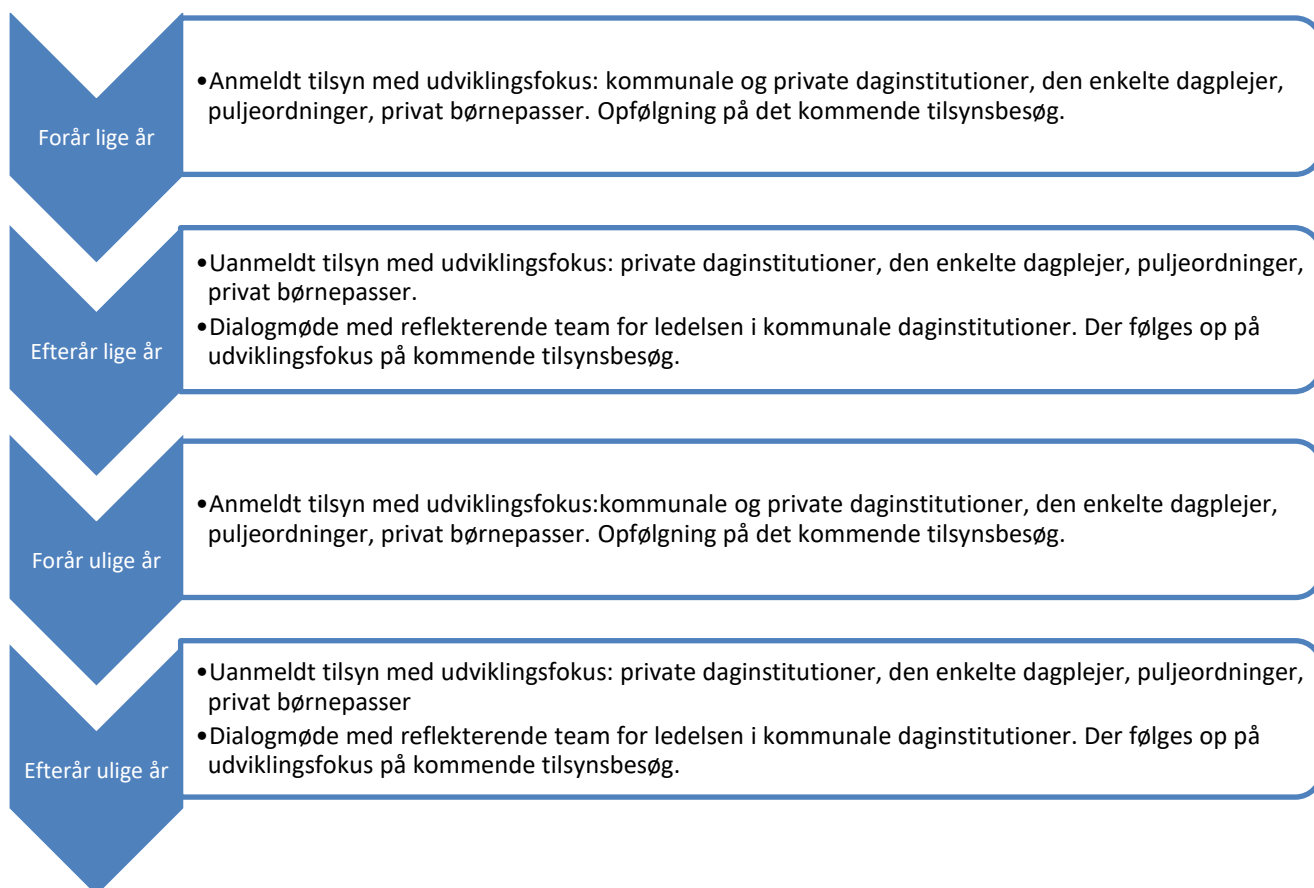 Forår lige år
•Anmeldt tilsyn med udviklingsfokus: kommunale og private daginstitutioner, den enkelte dagplejer,
puljeordninger, privat børnepasser. Opfølgning på det kommende tilsynsbesøg.
Efterår lige år
•Uanmeldt tilsyn med udviklingsfokus: private daginstitutioner, den enkelte dagplejer, puljeordninger,
privat børnepasser.
•Dialogmøde med reflekterende team for ledelsen i kommunale daginstitutioner. Der følges op på
udviklingsfokus på kommende tilsynsbesøg.
Forår ulige år
•Anmeldt tilsyn med udviklingsfokus:kommunale og private daginstitutioner, den enkelte dagplejer,
puljeordninger, privat børnepasser. Opfølgning på det kommende tilsynsbesøg.
Efterår ulige år
•Uanmeldt tilsyn med udviklingsfokus: private daginstitutioner, den enkelte dagplejer, puljeordninger,
privat børnepasser
•Dialogmøde med reflekterende team for ledelsen i kommunale daginstitutioner. Der følges op på
udviklingsfokus på kommende tilsynsbesøg.